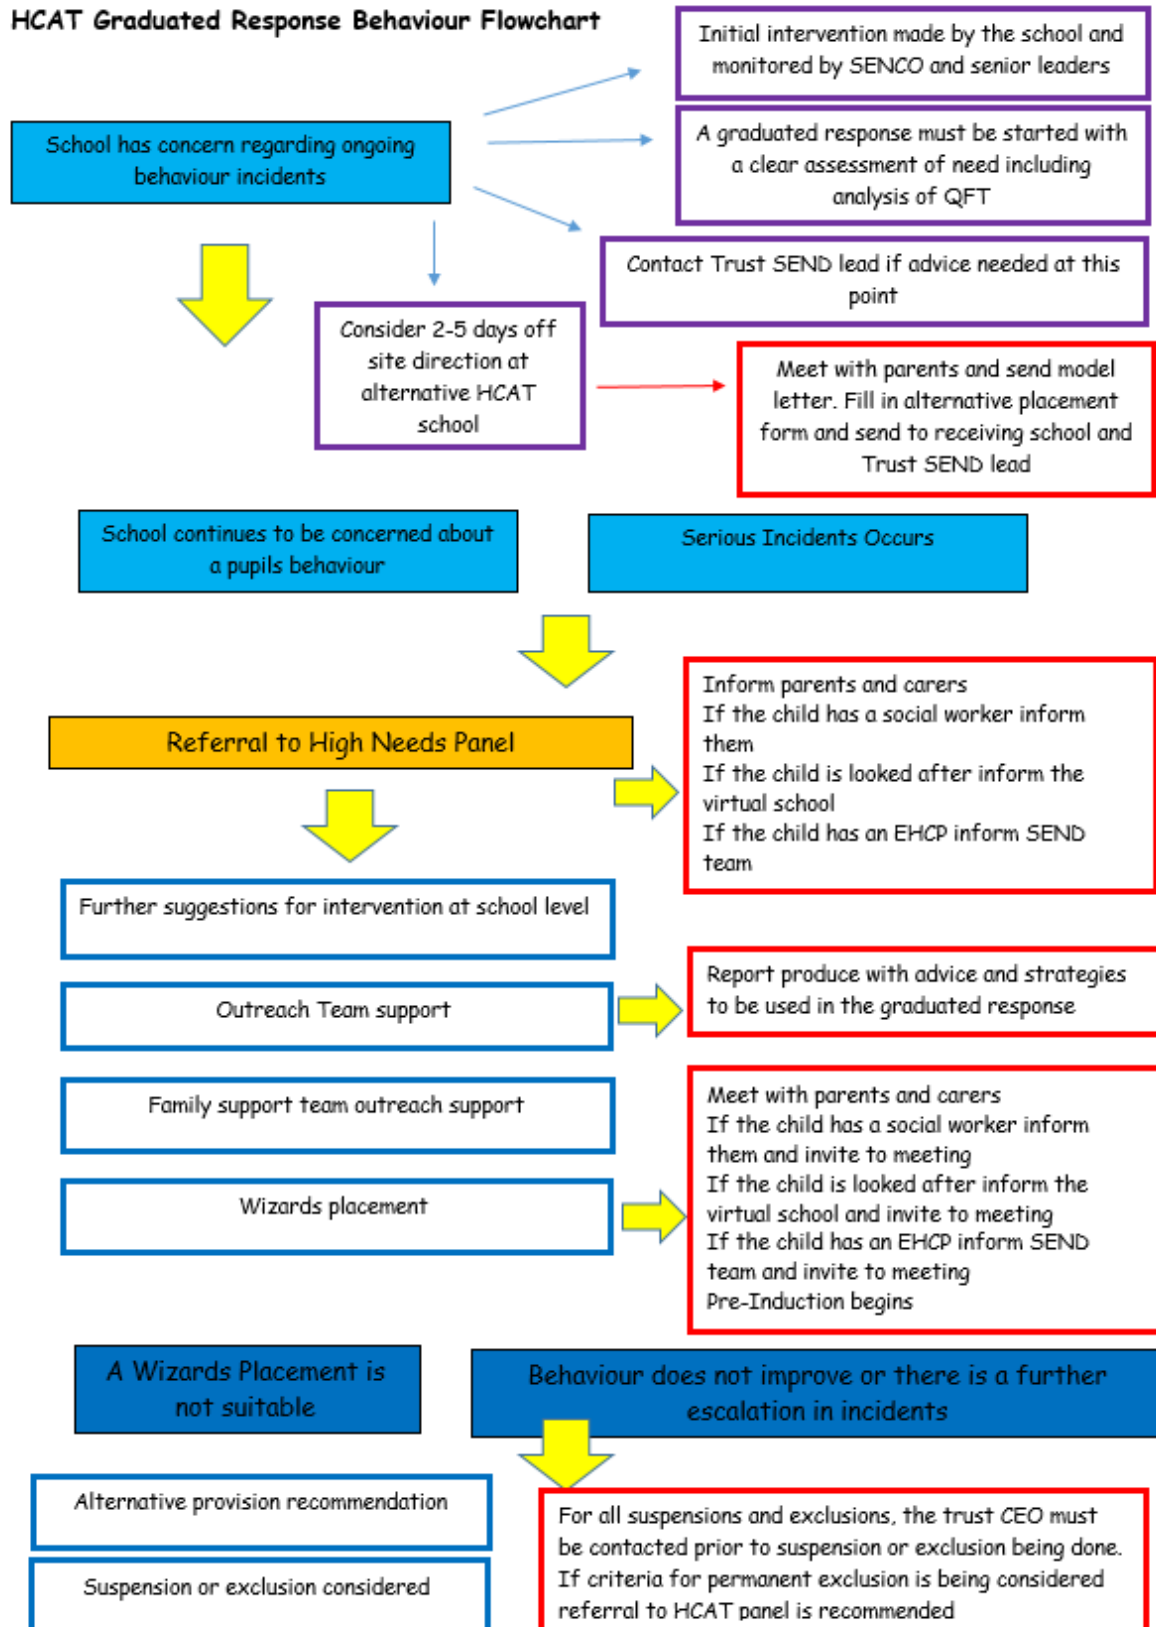 HCAT Graduated Response Behaviour Flowchart
Initial intervention made by the school and
monitored by SENCO and senior leaders
School has concern regarding ongoing
behaviour incidents
A graduated response must be started with
a clear assessment of need including
analysis of QFT
Contact Trust SEND lead if advice needed at this
point
Consider 2-5 days off
site direction at
alternative HCAT
school
Meet with parents and send model
letter. Fill in alternative placement
form and send to receiving school and
Trust SEND lead
School continues to be concerned about
a pupils behaviour
Serious Incidents Occurs
Referral to High Needs Panel
Inform parents and carers
If the child has a social worker inform
them
If the child is looked after inform the
virtual school
If the child has an EHCP inform SEND
team
Further suggestions for intervention at school level
Outreach Team support
Report produce with advice and strategies
to be used in the graduated response
Family support team outreach support
Wizards placement
Meet with parents and carers
If the child has a social worker inform
them and invite to meeting
If the child is looked after inform the
virtual school and invite to meeting
If the child has an EHCP inform SEND
team and invite to meeting
Pre-Induction begins
A Wizards Placement is
not suitable
Behaviour does not improve or there is a further
escalation in incidents
Alternative provision recommendation
Suspension or exclusion considered
For all suspensions and exclusions, the trust CEO must
be contacted prior to suspension or exclusion being done.
If criteria for permanent exclusion is being considered
referral to HCAT panel is recommended